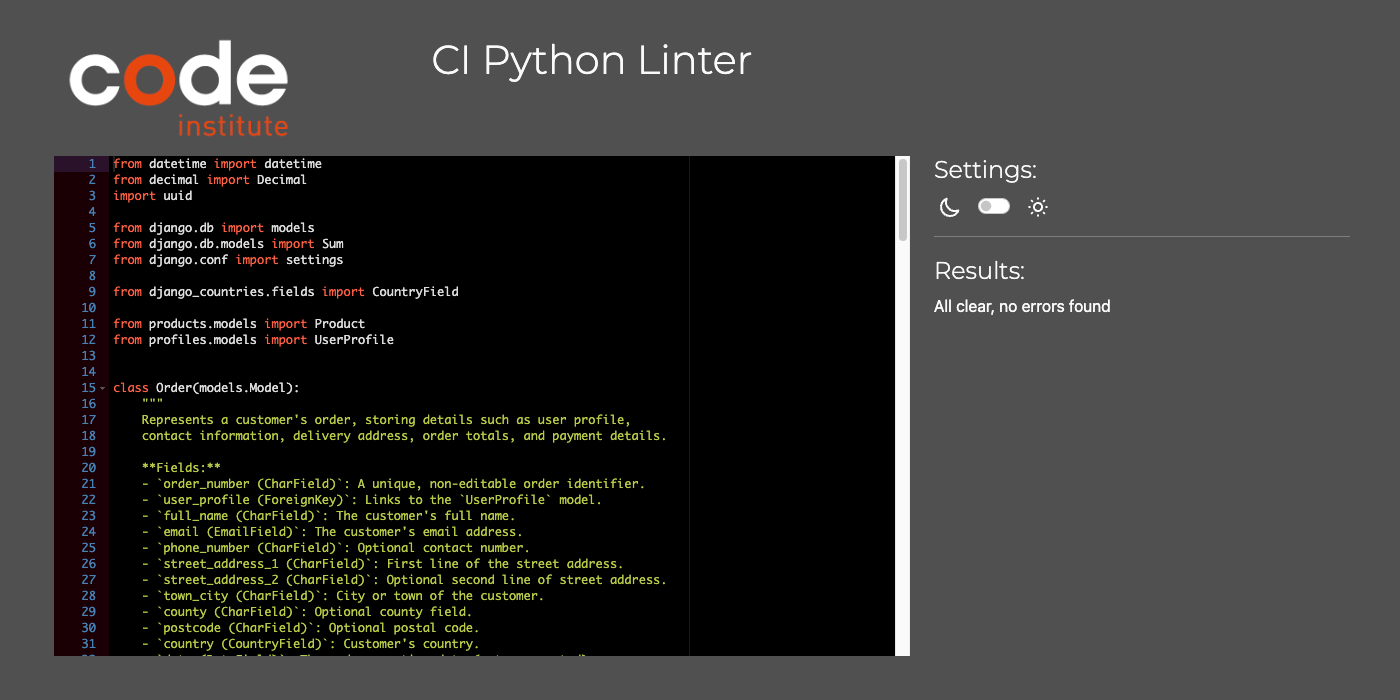 code
institute
CI Python Linter
1 from datetime import datetime
2 from decimal import Decimal
3 import uuid
4
5 from django.db import models
6 from django.db.models import Sum
7 from django.conf import settings
8
9 from django_countries.fields import CountryField
10
11 from products.models import Product
12 from profiles.models import UserProfile
13
14
15 class Order(models.Model):
16     """
17     Represents a customer's order, storing details such as user profile,
18     contact information, delivery address, order totals, and payment details.
19
20     **Fields:**
21     - `order_number (CharField)`: A unique, non-editable order identifier.
22     - `user_profile (ForeignKey)`: Links to the `UserProfile` model.
23     - `full_name (CharField)`: The customer's full name.
24     - `email (EmailField)`: The customer's email address.
25     - `phone_number (CharField)`: Optional contact number.
26     - `street_address_1 (CharField)`: First line of the street address.
27     - `street_address_2 (CharField)`: Optional second line of street address.
28     - `town_city (CharField)`: City or town of the customer.
29     - `county (CharField)`: Optional county field.
30     - `postcode (CharField)`: Optional postal code.
31     - `country (CountryField)`: Customer's country.
Settings:
Results:
All clear, no errors found